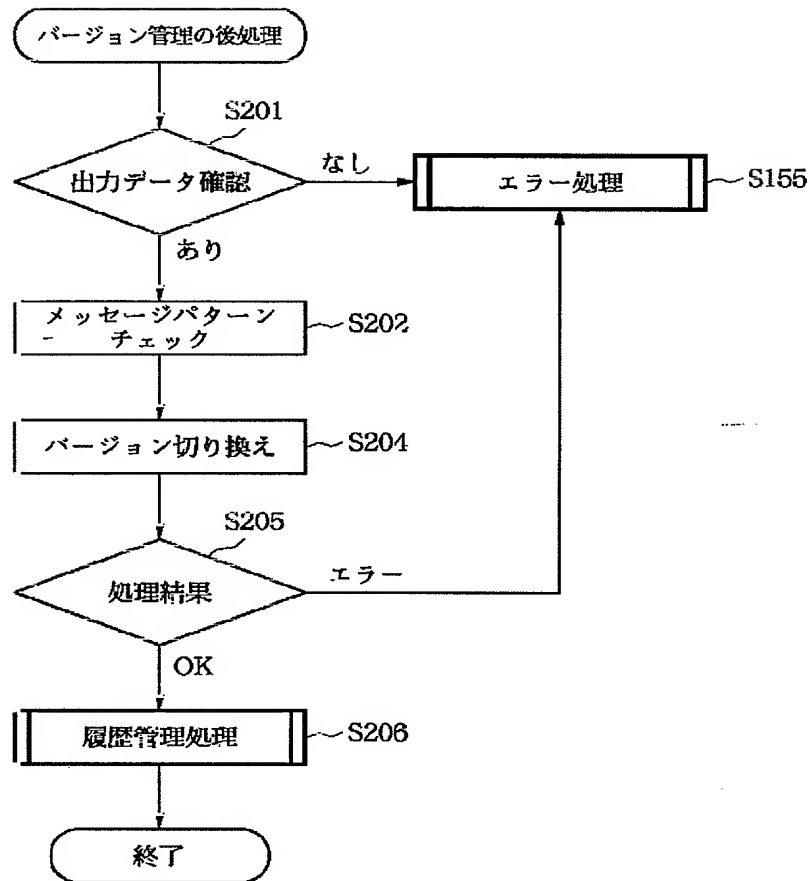 バージョン管理の後処理
S201
出力データ確認
なし
エラー処理
S155
あり
メッセージパターン
チェック
S202
バージョン切り換え
S204
S205
処理結果
エラー
OK
履歴管理処理
S206
終了